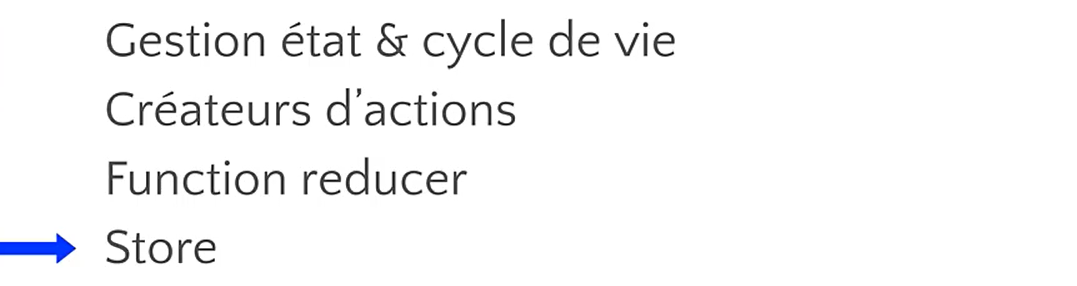 Gestion état & cycle de vie
Créateurs d’actions
Function reducer
Store